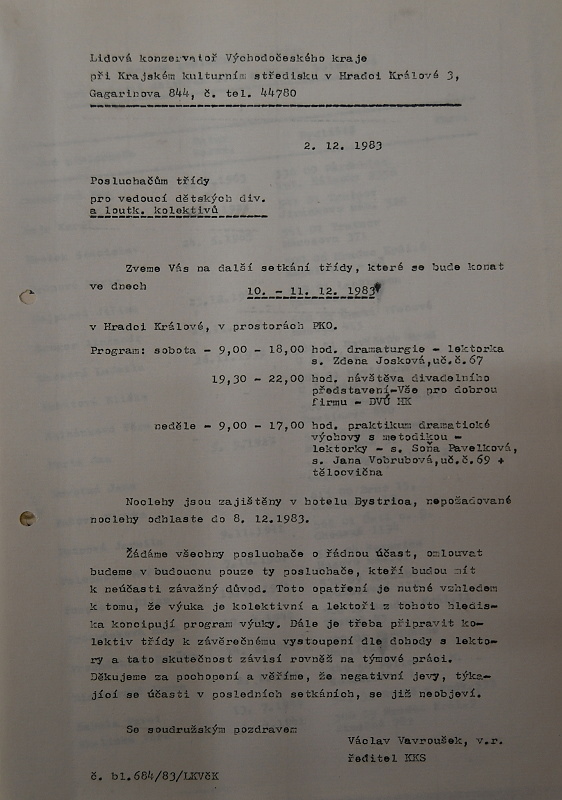 Lidová konzervatoř Východočeského kraje
při Krajském kulturním středisku v Hradci Králové 3,
Gagarinova 844, č. tel. 44780
2. 12. 1983
Posluchačům třídy
pro vedoucí dětských div.
a loutk. kolektivů
Zveme Vás na další setkání třídy, které se bude konat
ve dnech 10. - 11. 12. 1983
v Hradci Králové, v prostorách PKO.
Program: sobota - 9,00 - 18,00 hod. dramaturgie - lektorka
s. Zdena Josková,uč.č.67
19,30 - 22,00 hod. návštěva divadelního
představení-Vše pro dobrou
firmu - DVÚ HK
neděle - 9,00 - 17,00 hod. praktikum dramatické
výchovy s metodikou -
lektorky - s. Soňa Pavelková,
s. Jana Vobrubová,uč.č.69 +
tělocvična
Noclehy jsou zajištěny v hotelu Bystrica, nepožadované
noclehy odhlaste do 8. 12.1983.
Žádáme všechny posluchače o řádnou účast, omlouvat
budeme v budoucnu pouze ty posluchače, kteří budou mít
k neúčasti závažný důvod. Toto opatření je nutné vzhledem
k tomu, že výuka je kolektivní a lektoři z tohoto hledis-
ka koncipují program výuky. Dále je třeba připravit ko-
lektiv třídy k závěrečnému vystoupení dle dohody s lekto-
ry a tato skutečnost závisí rovněž na týmové práci.
Děkujeme za pochopení a věříme, že negativní jevy, týka-
jící se účasti v posledních setkáních, se již neobjeví.
Se soudružským pozdravem
Václav Vavroušek, v.r.
ředitel KKS
č. bl.684/83/LKVčK